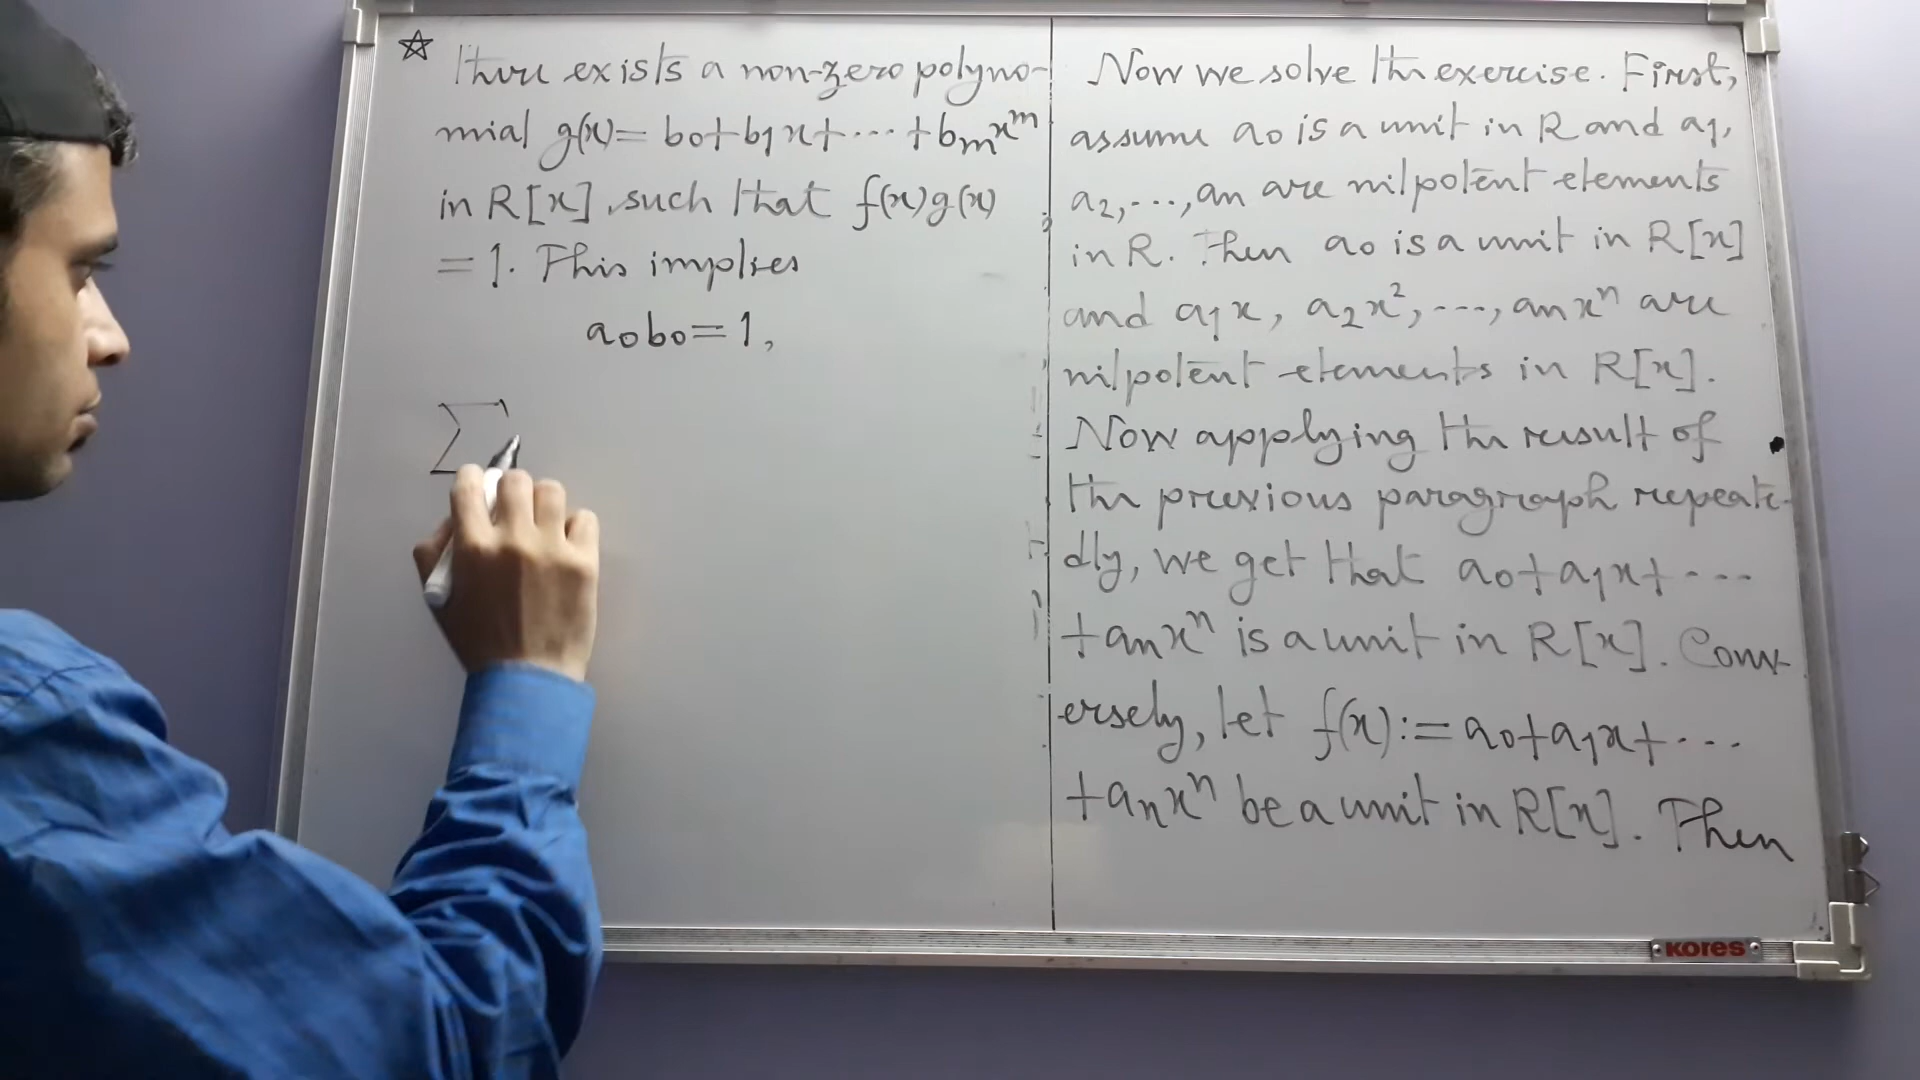 ☆ there exists a non-zero polyno-
mial g(x)= b0+b1x+···+bmx^m
in R[x], such that f(x)g(x)
=1. This implies
a0b0=1,
∑
Now we solve the exercise. First,
assume a0 is a unit in R and a1,
a2,···,an are nilpotent elements
in R. Then a0 is a unit in R[x]
and a1x, a2x²,···,anx^n are
nilpotent elements in R[x].
Now applying the result of
the previous paragraph repeate-
dly, we get that a0+a1x+···
+anx^n is a unit in R[x]. Conv-
ersely, let f(x):=a0+a1x+···
+anx^n be a unit in R[x]. Then
KORES